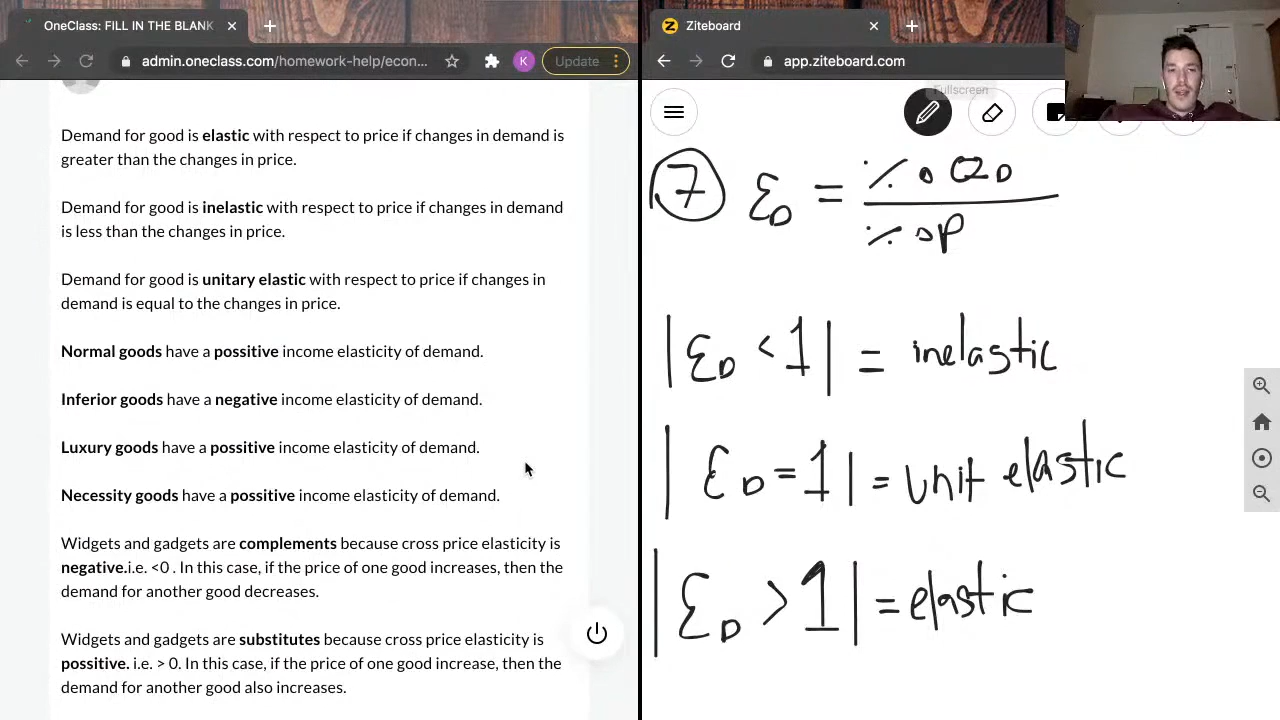 OneClass: FILL IN THE BLANK
admin.oneclass.com/homework-help/econ...
K
Update
Demand for good is elastic with respect to price if changes in demand is
greater than the changes in price.
Demand for good is inelastic with respect to price if changes in demand
is less than the changes in price.
Demand for good is unitary elastic with respect to price if changes in
demand is equal to the changes in price.
Normal goods have a possitive income elasticity of demand.
Inferior goods have a negative income elasticity of demand.
Luxury goods have a possitive income elasticity of demand.
Necessity goods have a possitive income elasticity of demand.
Widgets and gadgets are complements because cross price elasticity is
negative.i.e. <0 . In this case, if the price of one good increases, then the
demand for another good decreases.
Widgets and gadgets are substitutes because cross price elasticity is
possitive. i.e. > 0. In this case, if the price of one good increase, then the
demand for another good also increases.
Z Ziteboard
app.ziteboard.com
Fullscreen
7 ε_D = %Δ QD / %ΔP
|ε_D < 1| = inelastic
|ε_D = 1| = unit elastic
|ε_D > 1| = elastic